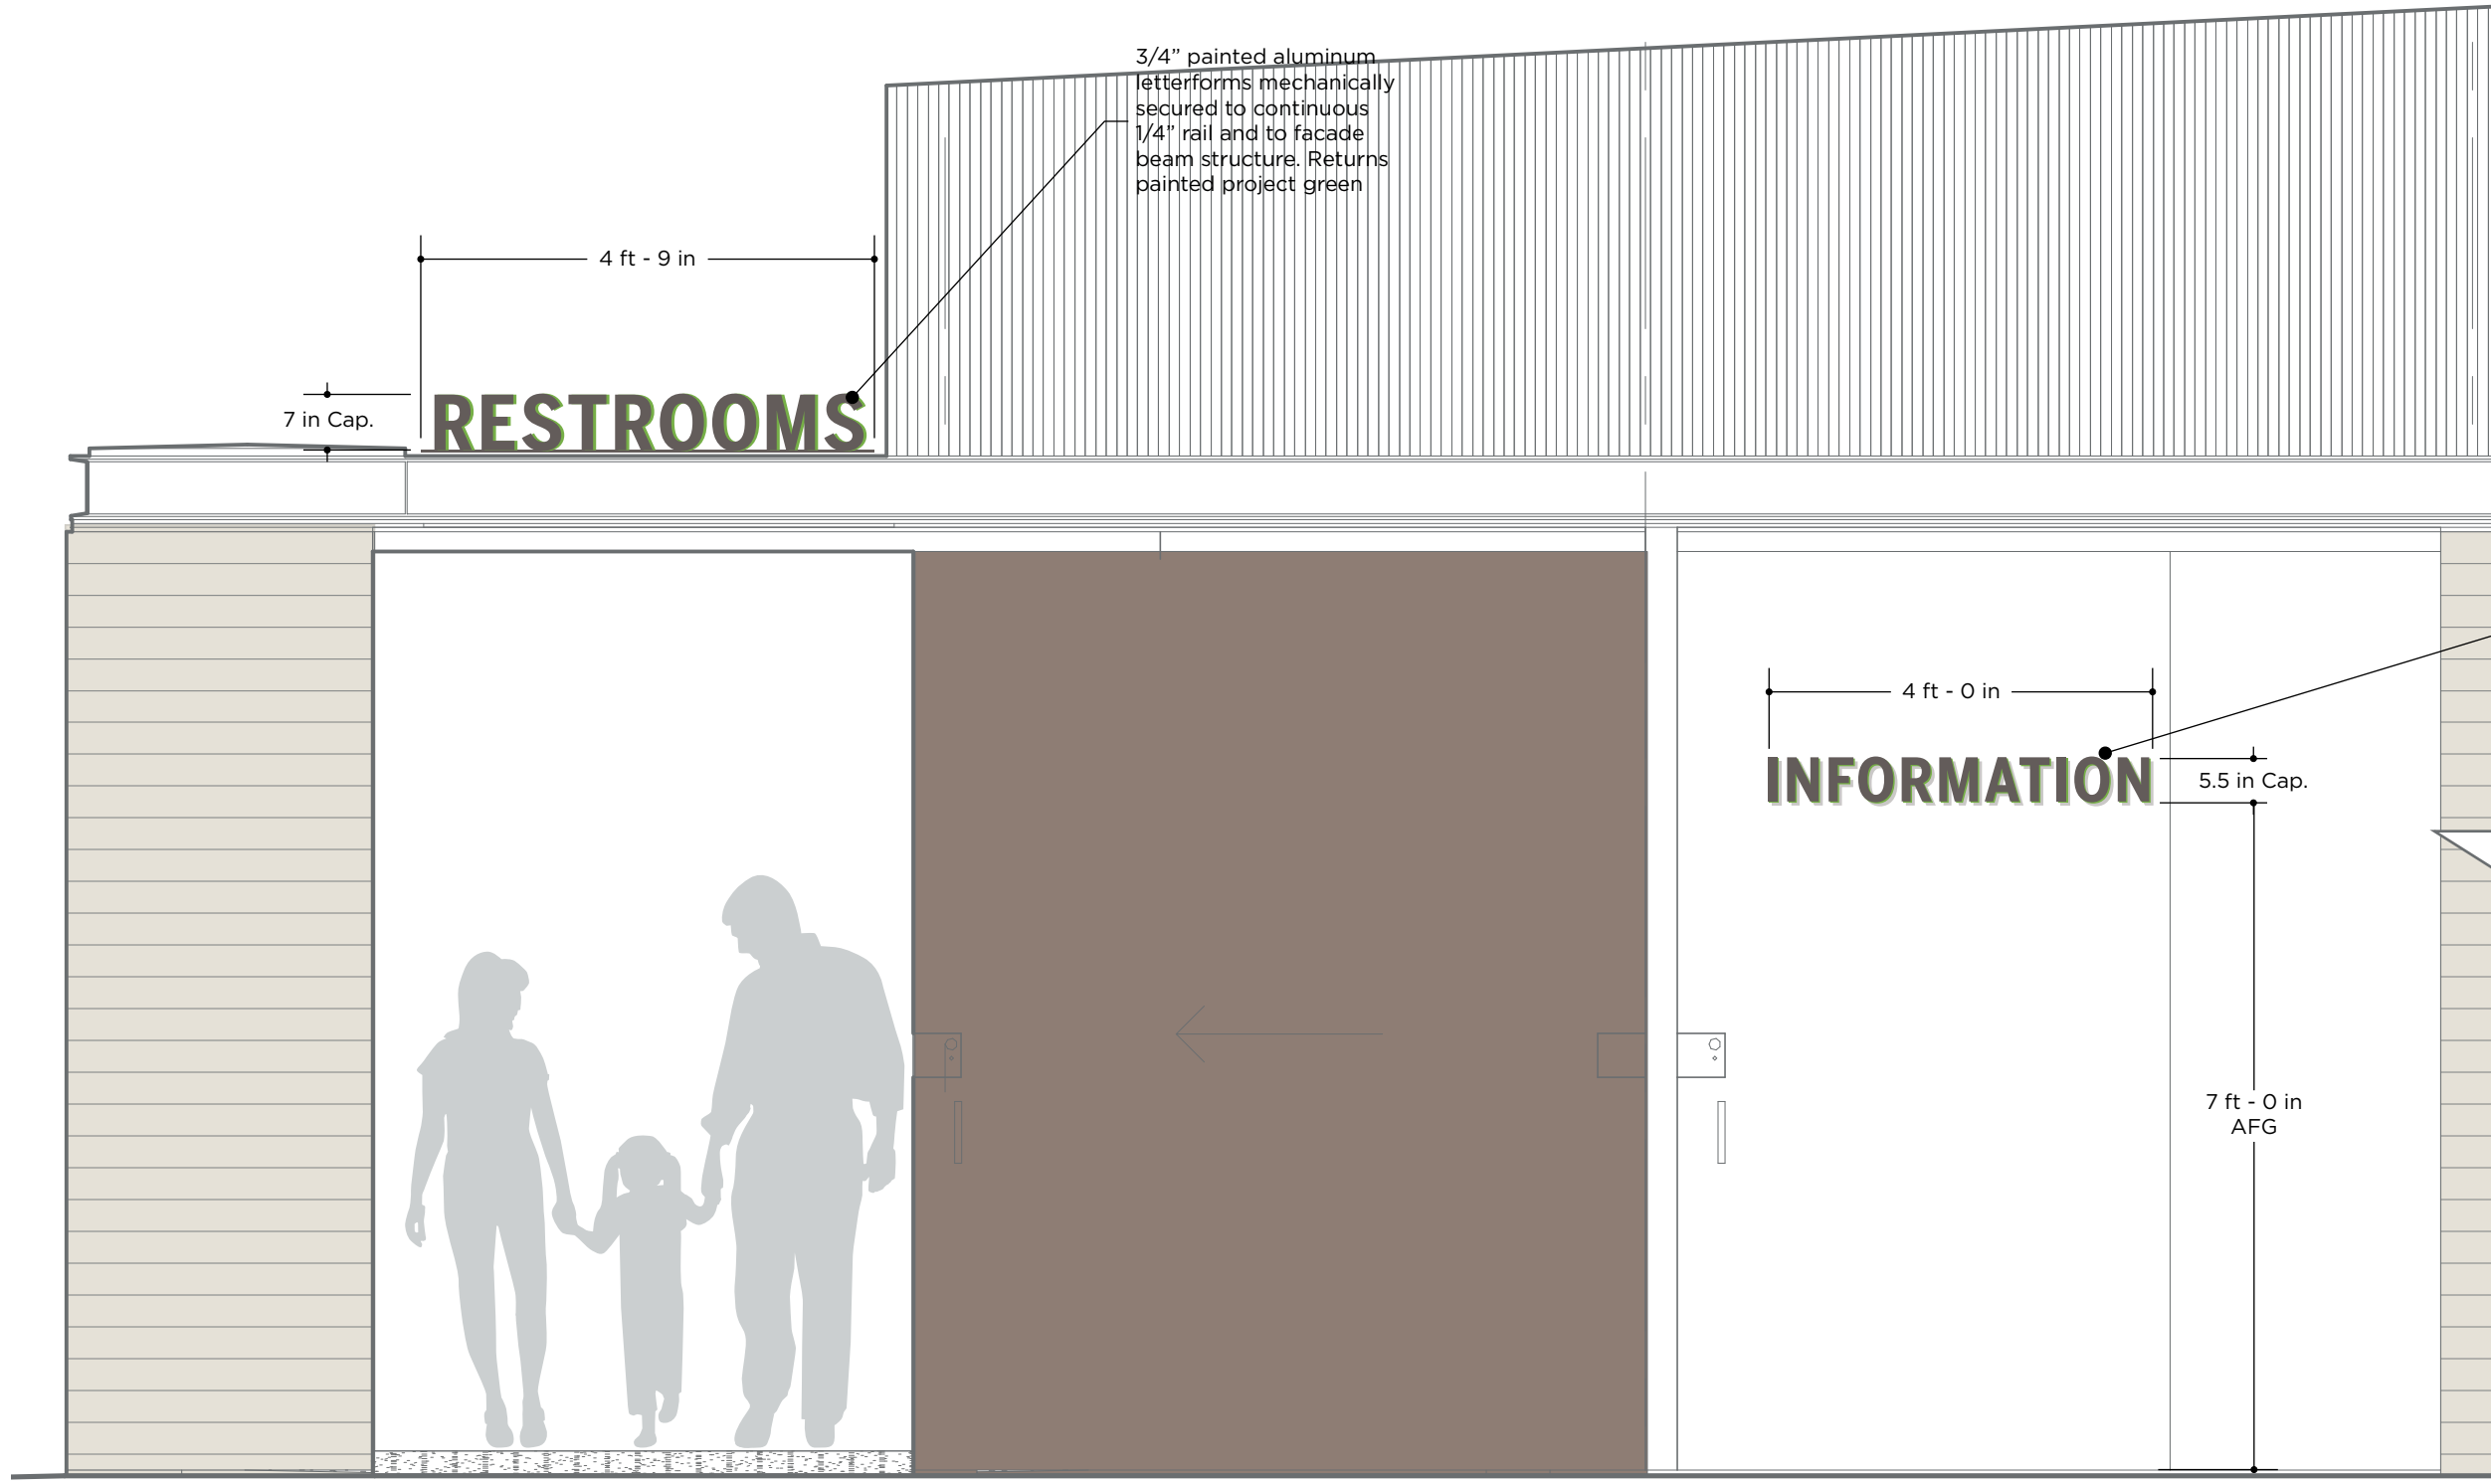 3/4” painted aluminum
letterforms mechanically
secured to continuous
1/4” rail and to facade
beam structure. Returns
painted project green
4 ft - 9 in
7 in Cap.
RESTROOMS
4 ft - 0 in
INFORMATION
5.5 in Cap.
7 ft - 0 in
AFG